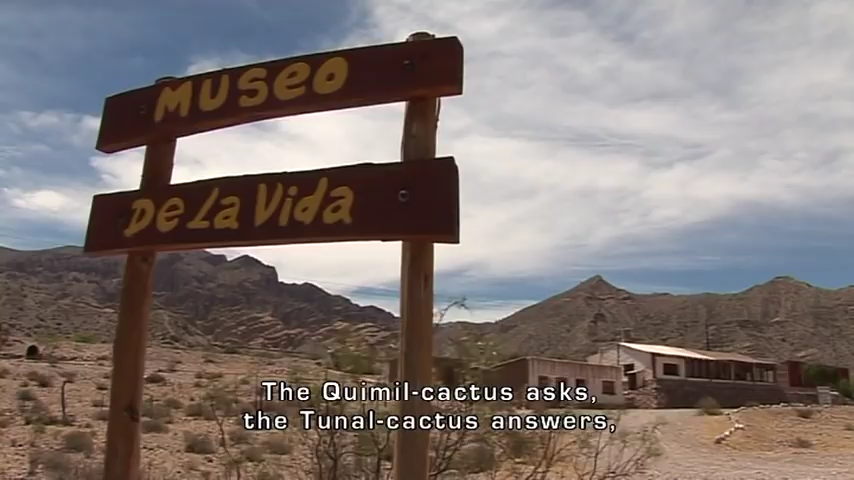 Museo
De La Vida
The Quimil-cactus asks,
the Tunal-cactus answers,